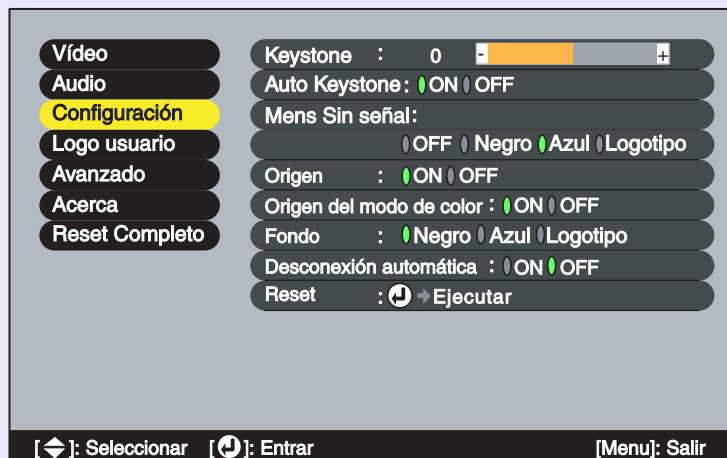 Vídeo
Audio
Configuración
Logo usuario
Avanzado
Acerca
Reset Completo
Keystone : 0 - +
Auto Keystone : ON OFF
Mens Sin señal:
OFF Negro Azul Logotipo
Origen : ON OFF
Origen del modo de color : ON OFF
Fondo : Negro Azul Logotipo
Desconexión automática : ON OFF
Reset : Ejecutar
[ ]: Seleccionar [ ]: Entrar [Menu]: Salir